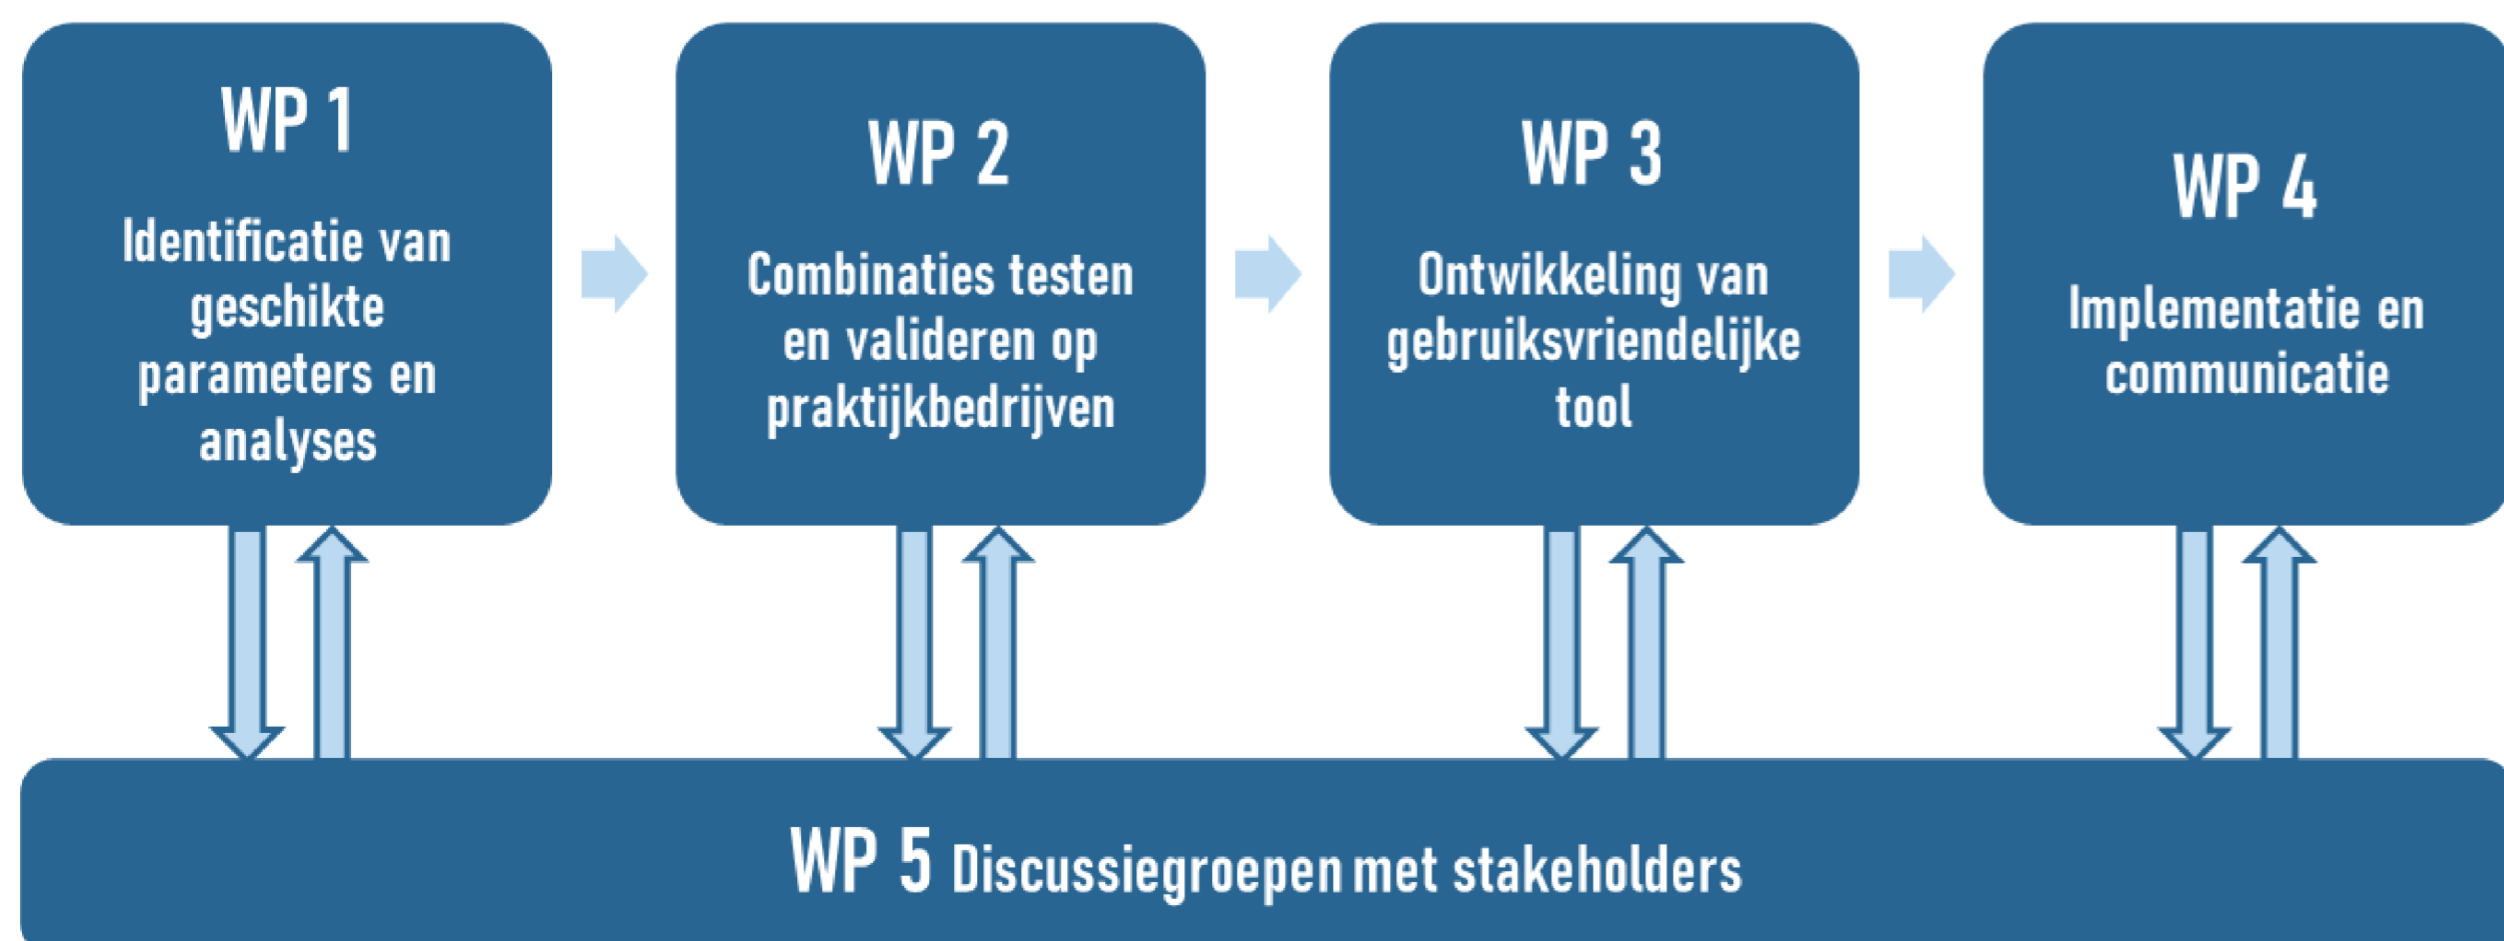 WP 1
Identificatie van
geschikte
parameters en
analyses
WP 2
Combinaties testen
en valideren op
praktijkbedrijven
WP 3
Ontwikkeling van
gebruiksvriendelijke
tool
WP 4
Implementatie en
communicatie
WP 5 Discussiegroepen met stakeholders